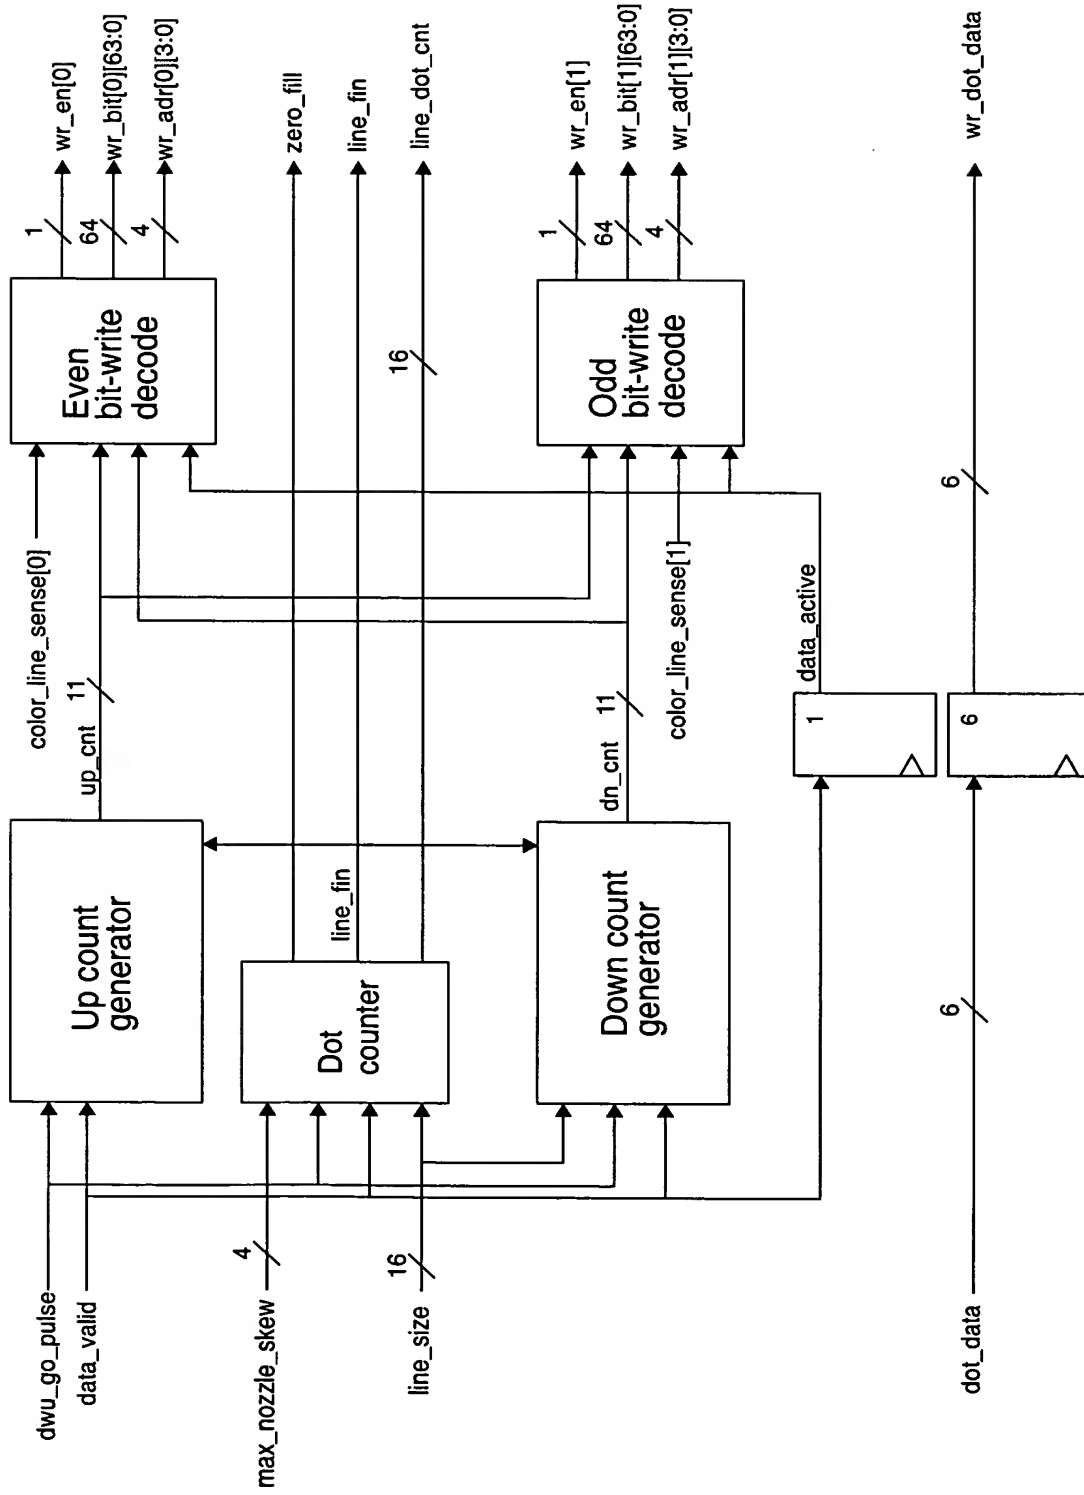 dwu_go_pulse
data_valid
max_nozzle_skew
4
line_size
16
dot_data
6
Up count
generator
Dot
counter
Down count
generator
up_cnt
11
line_fin
dn_cnt
11
color_line_sense[0]
color_line_sense[1]
1
data_active
6
Even
bit-write
decode
Odd
bit-write
decode
16
6
1
64
4
1
64
4
wr_en[0]
wr_bit[0][63:0]
wr_adr[0][3:0]
zero_fill
line_fin
line_dot_cnt
wr_en[1]
wr_bit[1][63:0]
wr_adr[1][3:0]
wr_dot_data